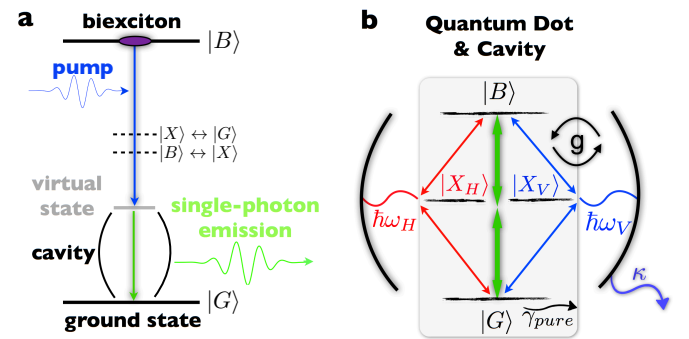 a
biexciton
|B⟩
pump
|X⟩ ↔ |G⟩
|B⟩ ↔ |X⟩
virtual
state
single-photon
emission
cavity
|G⟩
ground state
b
Quantum Dot
& Cavity
|B⟩
g
|X_H⟩ |X_V⟩
ħω_H ħω_V
κ
|G⟩ γ_pure